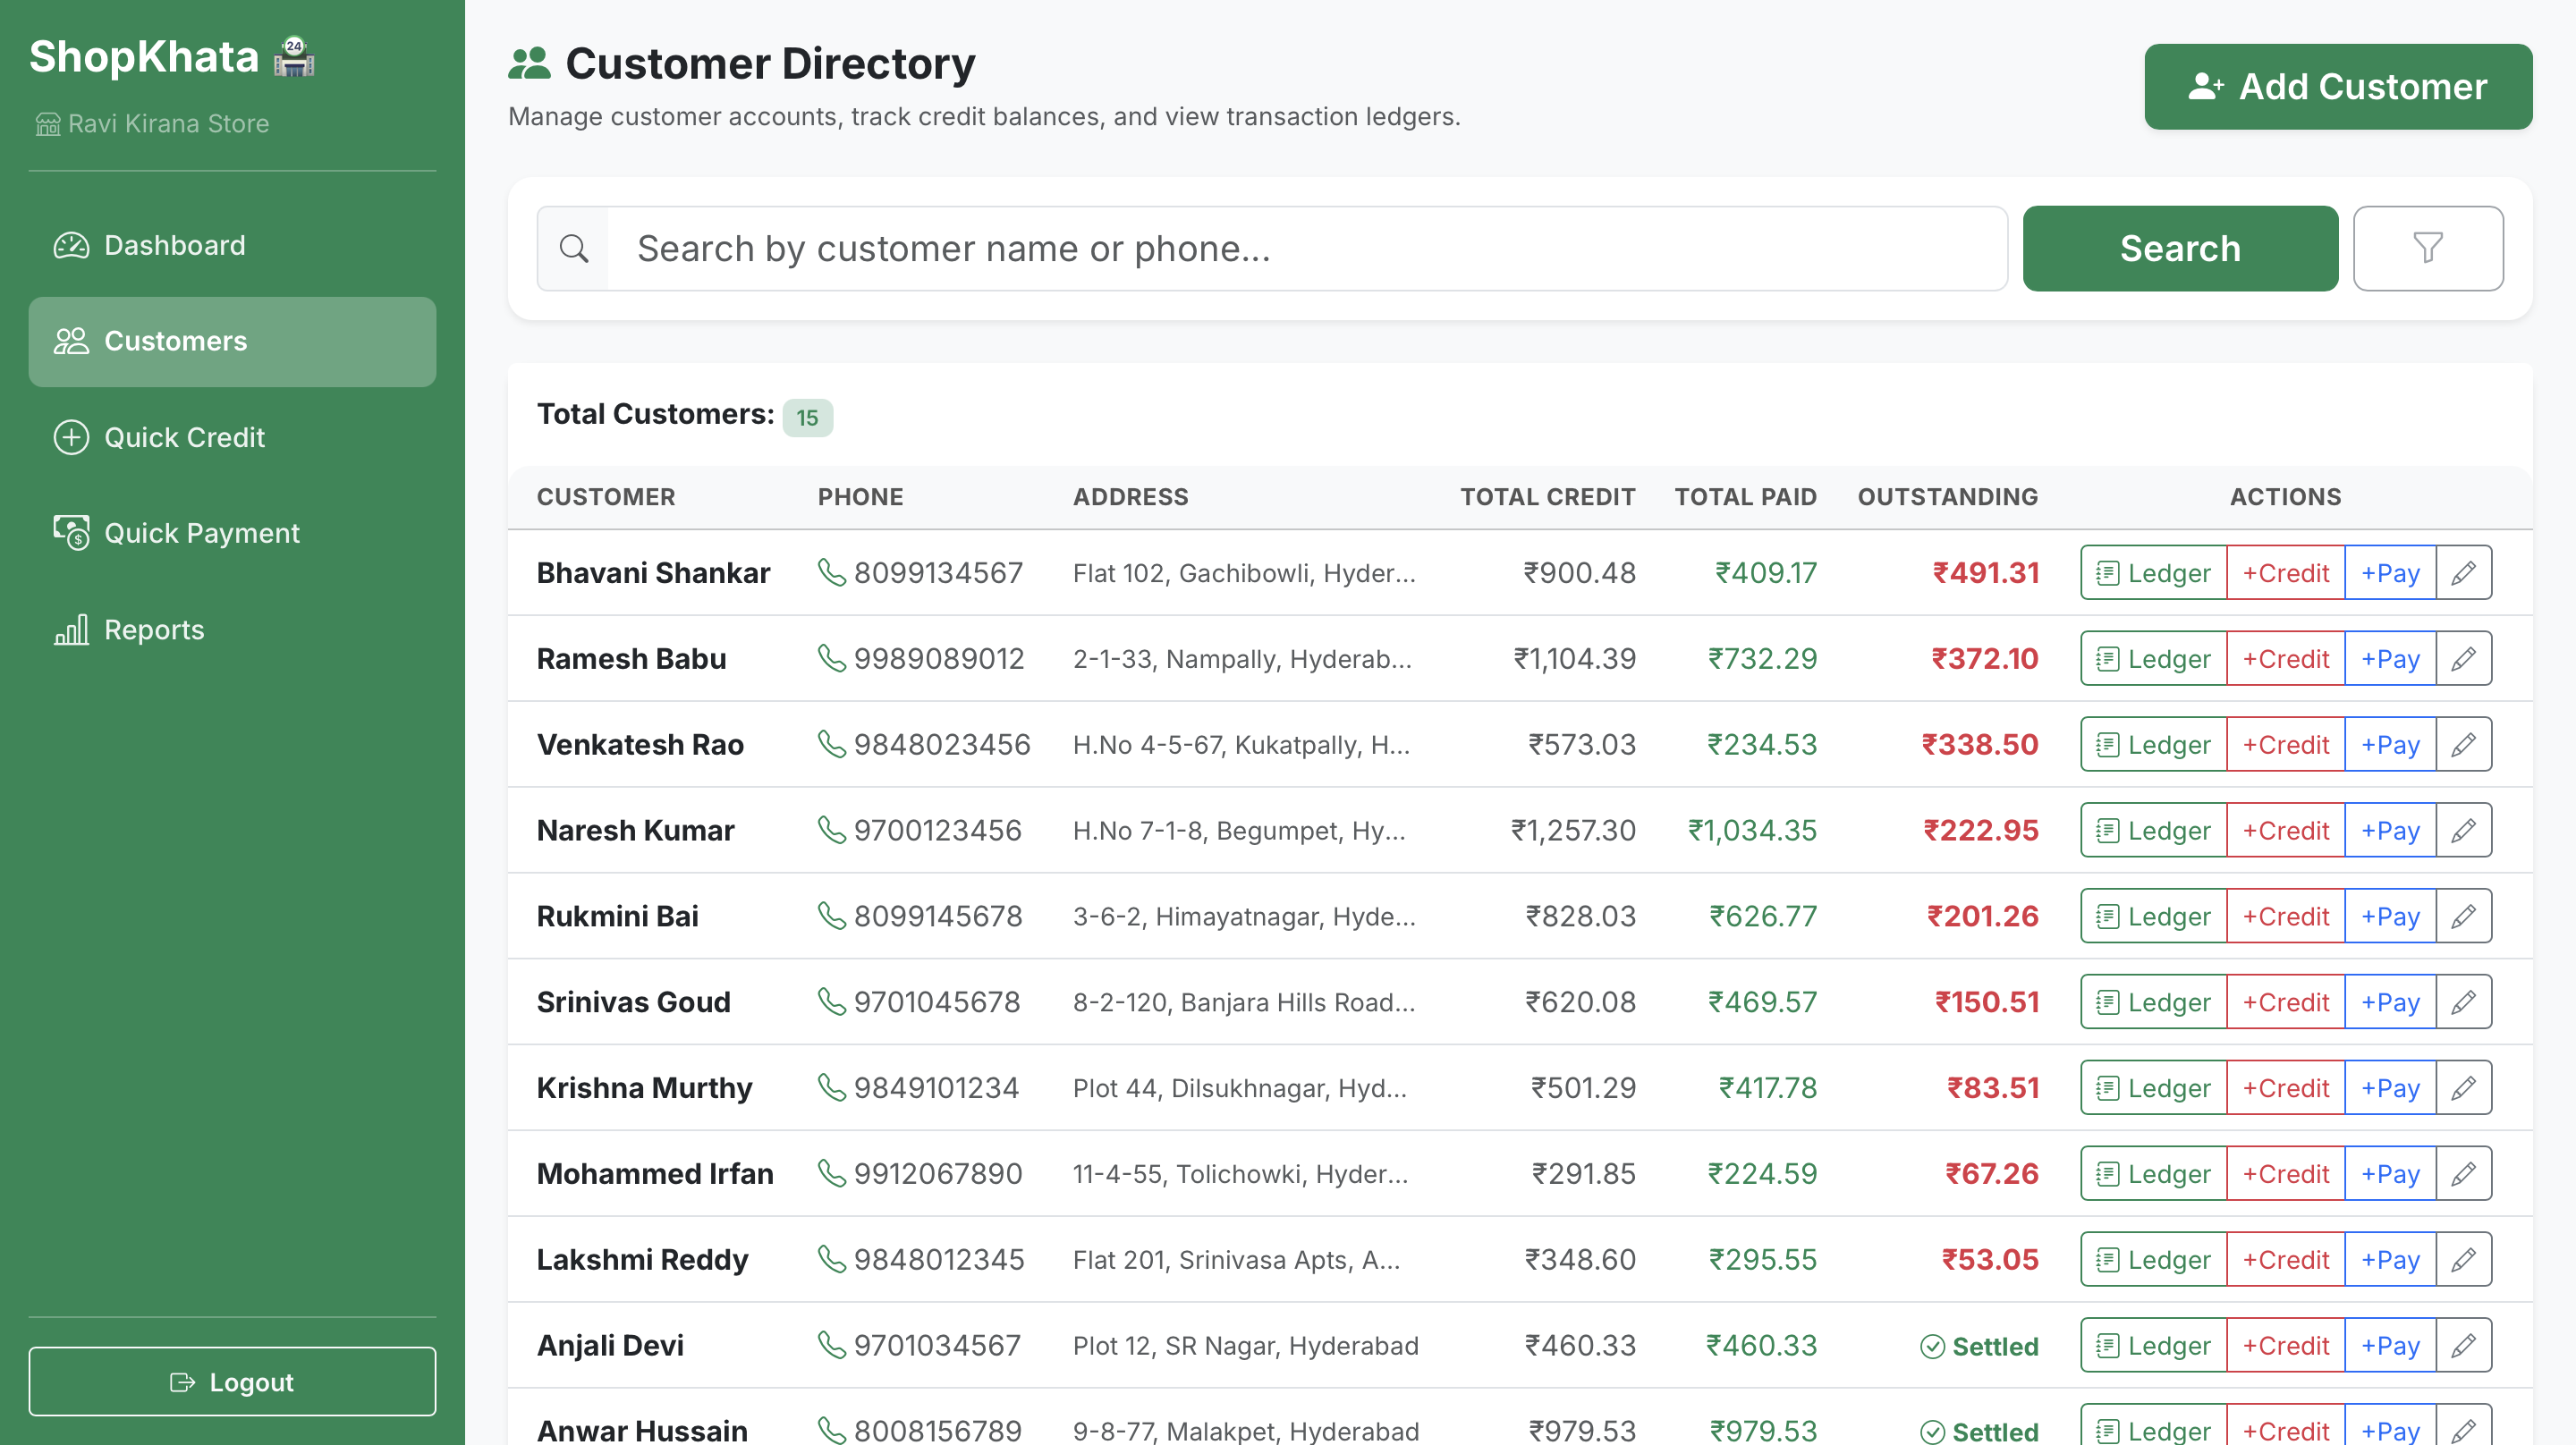 ShopKhata 24
Ravi Kirana Store
Dashboard
Customers
Quick Credit
Quick Payment
Reports
Logout
Customer Directory
Manage customer accounts, track credit balances, and view transaction ledgers.
Add Customer
Search by customer name or phone...
Search
Total Customers: 15
CUSTOMER PHONE ADDRESS TOTAL CREDIT TOTAL PAID OUTSTANDING ACTIONS
Bhavani Shankar 8099134567 Flat 102, Gachibowli, Hyder... ₹900.48 ₹409.17 ₹491.31 Ledger +Credit +Pay
Ramesh Babu 9989089012 2-1-33, Nampally, Hyderab... ₹1,104.39 ₹732.29 ₹372.10 Ledger +Credit +Pay
Venkatesh Rao 9848023456 H.No 4-5-67, Kukatpally, H... ₹573.03 ₹234.53 ₹338.50 Ledger +Credit +Pay
Naresh Kumar 9700123456 H.No 7-1-8, Begumpet, Hy... ₹1,257.30 ₹1,034.35 ₹222.95 Ledger +Credit +Pay
Rukmini Bai 8099145678 3-6-2, Himayatnagar, Hyde... ₹828.03 ₹626.77 ₹201.26 Ledger +Credit +Pay
Srinivas Goud 9701045678 8-2-120, Banjara Hills Road... ₹620.08 ₹469.57 ₹150.51 Ledger +Credit +Pay
Krishna Murthy 9849101234 Plot 44, Dilsukhnagar, Hyd... ₹501.29 ₹417.78 ₹83.51 Ledger +Credit +Pay
Mohammed Irfan 9912067890 11-4-55, Tolichowki, Hyder... ₹291.85 ₹224.59 ₹67.26 Ledger +Credit +Pay
Lakshmi Reddy 9848012345 Flat 201, Srinivasa Apts, A... ₹348.60 ₹295.55 ₹53.05 Ledger +Credit +Pay
Anjali Devi 9701034567 Plot 12, SR Nagar, Hyderabad ₹460.33 ₹460.33 Settled Ledger +Credit +Pay
Anwar Hussain 8008156789 9-8-77, Malakpet, Hyderabad ₹979.53 ₹979.53 Settled Ledger +Credit +Pay